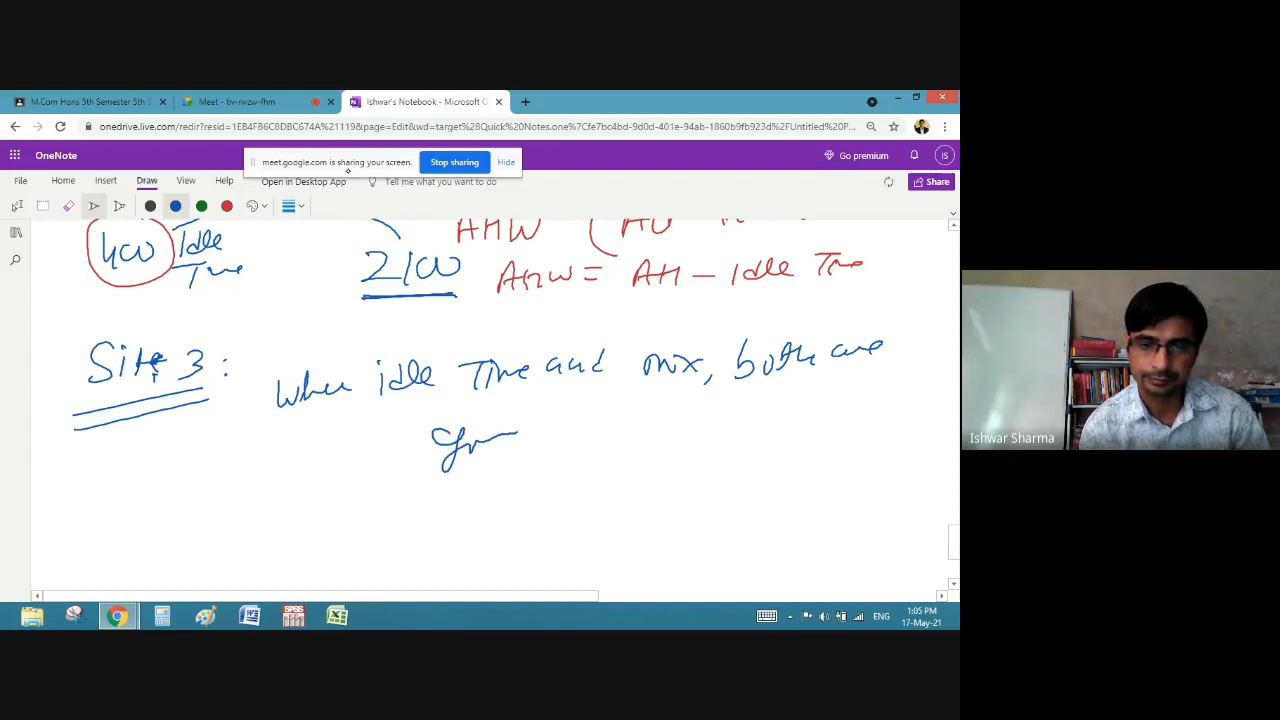 M.Com Hons 5th Semester 5th S
Meet - tiv-rwzw-fhm
Ishwar's Notebook - Microsoft O
onedrive.live.com/redir?resid=1EB4FB6C8DBC674A%21119&page=Edit&wd=target%28Quick%20Notes.one%7Cfe7bc4bd-9d0d-401e-94ab-1860b9fb923d%2FUntitled%20P...
OneNote
meet.google.com is sharing your screen.
Stop sharing
Hide
Go premium
IS
File
Home
Insert
Draw
View
Help
Open in Desktop App
Tell me what you want to do
Share
400 Idle
Time
2100
AHW
AHW = AH - Idle Time
3:
When idle Time and mix, both are
Ishwar Sharma
ENG
1:05 PM
17-May-21